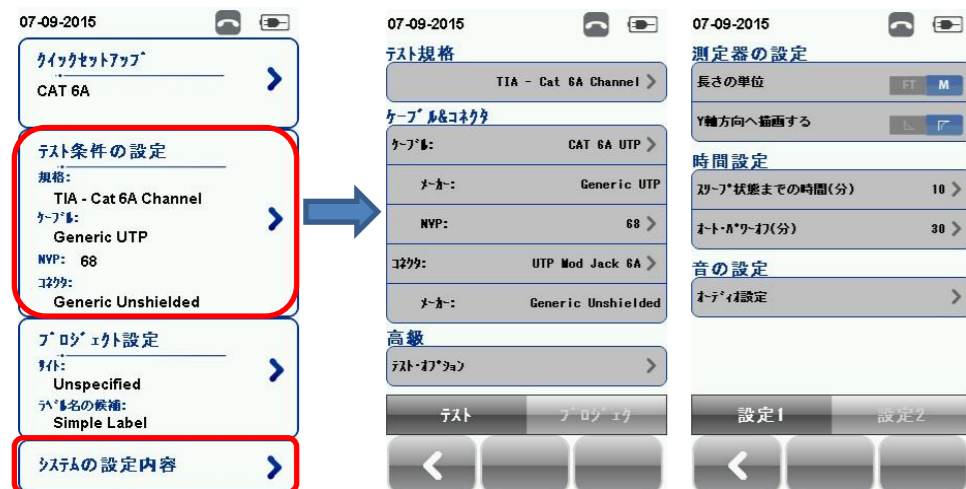 07-09-2015
ｸｲｯｸｾｯﾄｱｯﾌﾟ
CAT 6A
ﾃｽﾄ条件の設定
規格:
TIA - Cat 6A Channel
ｹｰﾌﾞﾙ:
Generic UTP
NVP: 68
ｺﾈｸﾀ:
Generic Unshielded
ﾌﾟﾛｼﾞｪｸﾄ設定
ｻｲﾄ:
Unspecified
ﾗﾍﾞﾙ名の候補:
Simple Label
ｼｽﾃﾑの設定内容
07-09-2015
ﾃｽﾄ規格
TIA - Cat 6A Channel
ｹｰﾌﾞﾙ&ｺﾈｸﾀ
ｹｰﾌﾞﾙ: CAT 6A UTP
ﾒｰｶｰ: Generic UTP
NVP: 68
ｺﾈｸﾀ: UTP Mod Jack 6A
ﾒｰｶｰ: Generic Unshielded
高級
ﾃｽﾄ･ｵﾌﾟｼｮﾝ
ﾃｽﾄ ﾌﾟﾛｼﾞｪｸ
07-09-2015
測定器の設定
長さの単位 FT M
Y軸方向へ描画する
時間設定
ｽﾘｰﾌﾟ状態までの時間(分) 10
ｵｰﾄ･ﾊﾟﾜｰｵﾌ(分) 30
音の設定
ｵｰﾃﾞｨｵ設定
設定1 設定2